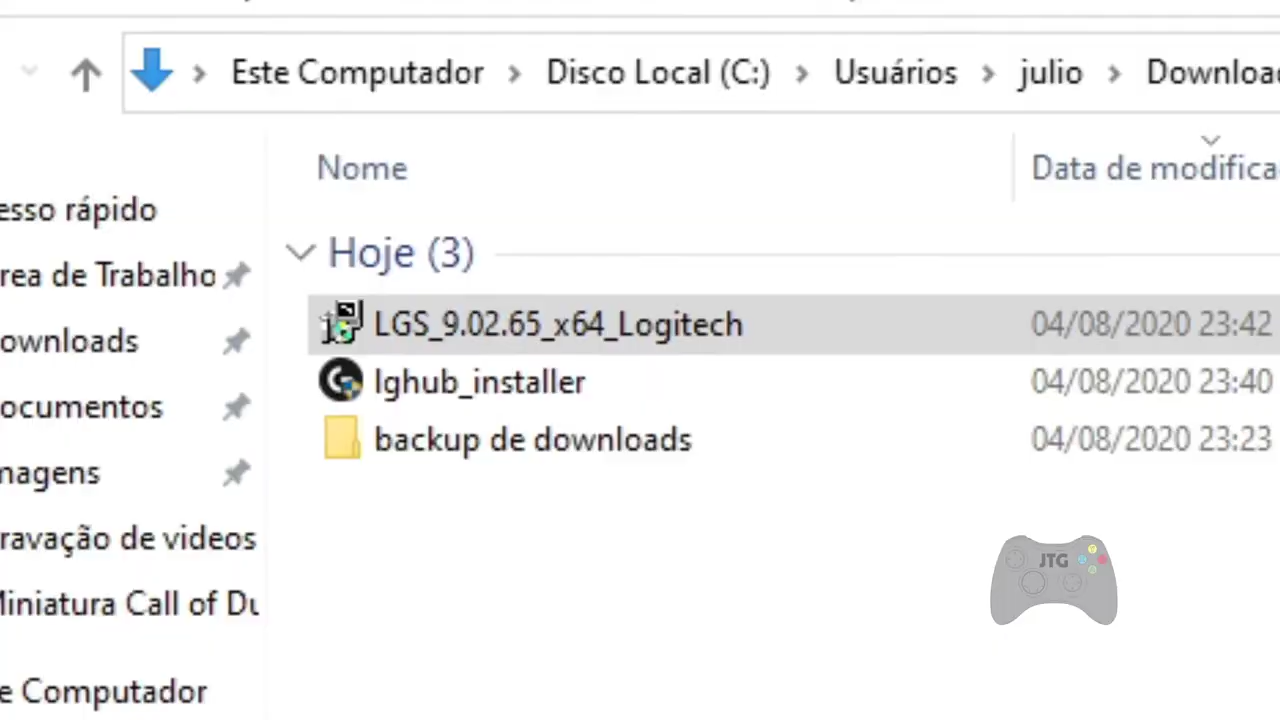 Este Computador > Disco Local (C:) > Usuários > julio > Downloa
Nome Data de modifica
esso rápido
Hoje (3)
rea de Trabalho
LGS_9.02.65_x64_Logitech 04/08/2020 23:42
ownloads
lghub_installer 04/08/2020 23:40
ocumentos
backup de downloads 04/08/2020 23:23
magens
ravação de videos
Miniatura Call of Du
JTG
e Computador